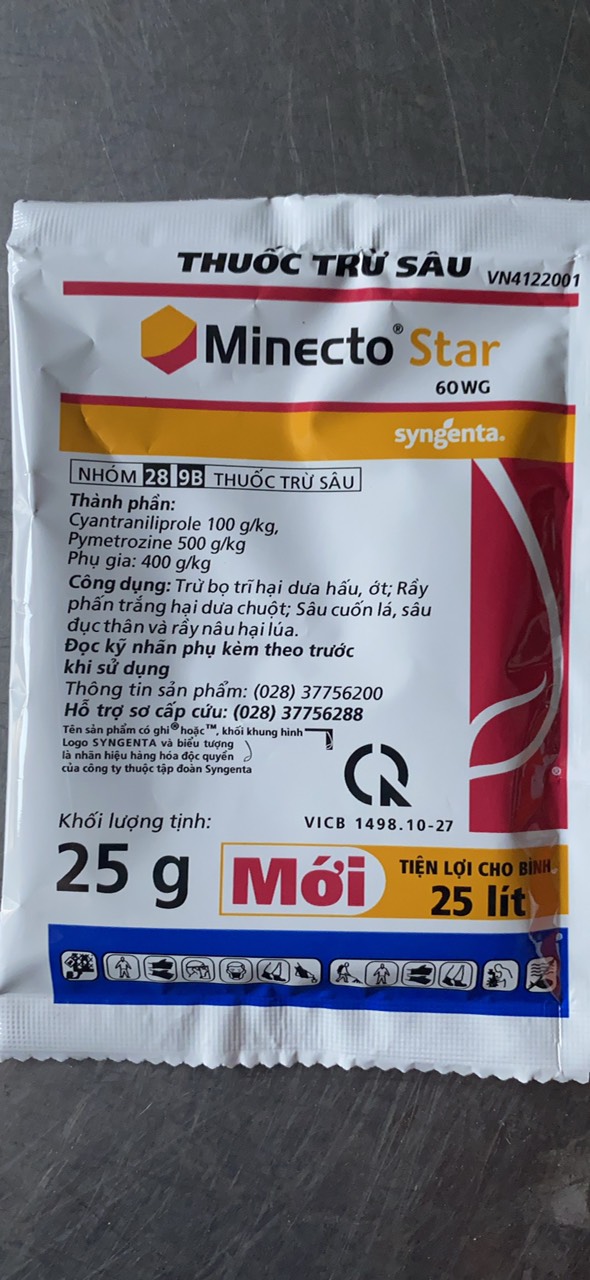 THUỐC TRỪ SÂU
VN4122001
Minecto® Star
60WG
syngenta®
NHÓM 28 9B THUỐC TRỪ SÂU
Thành phần:
Cyantraniliprole 100 g/kg,
Pymetrozine 500 g/kg
Phụ gia: 400 g/kg
Công dụng: Trừ bọ trĩ hại dưa hấu, ớt; Rầy
phấn trắng hại dưa chuột; Sâu cuốn lá, sâu
đục thân và rầy nâu hại lúa.
Đọc kỹ nhãn phụ kèm theo trước
khi sử dụng
Thông tin sản phẩm: (028) 37756200
Hỗ trợ sơ cấp cứu: (028) 37756288
Tên sản phẩm có ghi ® hoặc ™, khối khung hình
Logo SYNGENTA và biểu tượng
là nhãn hiệu hàng hóa độc quyền
của công ty thuộc tập đoàn Syngenta
®
VICB 1498.10-27
Khối lượng tịnh:
25 g
Mới
TIỆN LỢI CHO BÌNH
25 lít